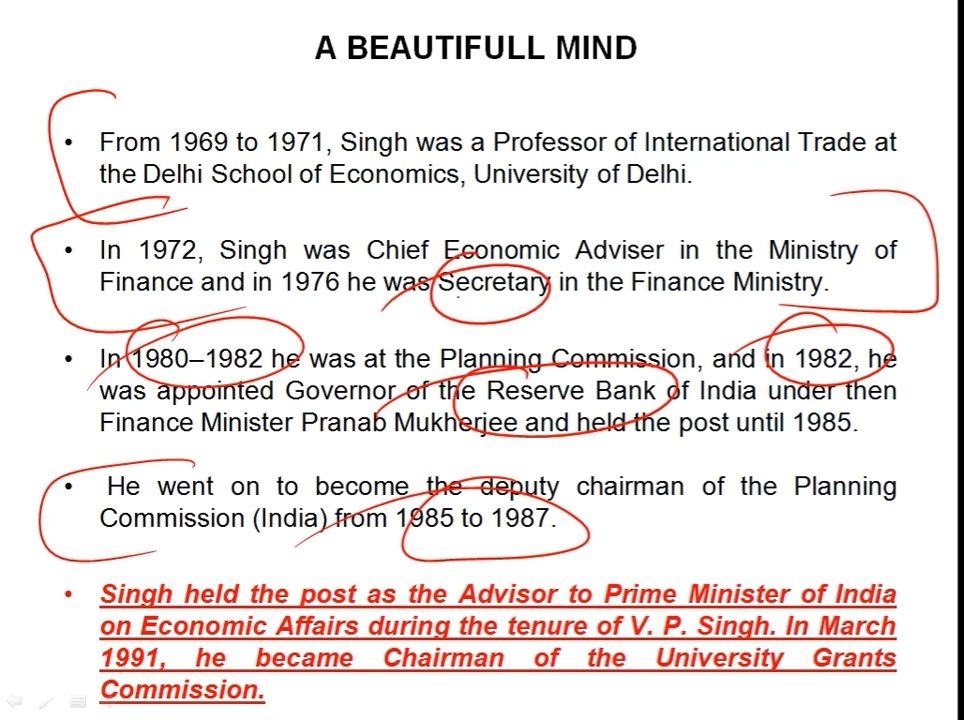 A BEAUTIFULL MIND
• From 1969 to 1971, Singh was a Professor of International Trade at
the Delhi School of Economics, University of Delhi.
• In 1972, Singh was Chief Economic Adviser in the Ministry of
Finance and in 1976 he was Secretary in the Finance Ministry.
• In 1980–1982 he was at the Planning Commission, and in 1982, he
was appointed Governor of the Reserve Bank of India under then
Finance Minister Pranab Mukherjee and held the post until 1985.
• He went on to become the deputy chairman of the Planning
Commission (India) from 1985 to 1987.
• Singh held the post as the Advisor to Prime Minister of India
on Economic Affairs during the tenure of V. P. Singh. In March
1991, he became Chairman of the University Grants
Commission.